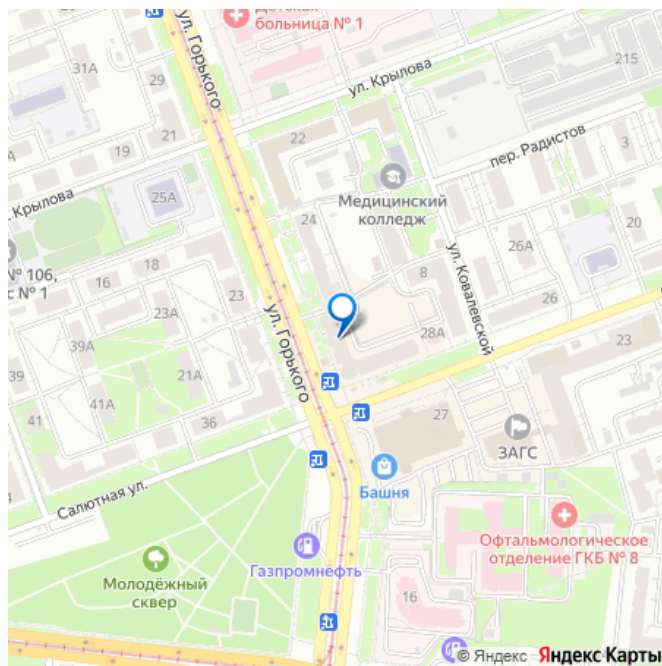 Детская
больница № 1
ул. Горького
31А
29
215
ул. Крылова
21
22
19
пер. Радистов
3
25А
Медицинский
колледж
Крылова
24
20
№ 106,
с № 1
18
26А
16
8
ул. Ковалевской
23
26
ул. Горького
39А
28А
23
39
21А
41
41А
36
27
ЗАГС
Салютная ул.
Башня
Офтальмологическое
отделение ГКБ № 8
Газпромнефть
Молодёжный
сквер
16
© Яндекс Яндекс Карты